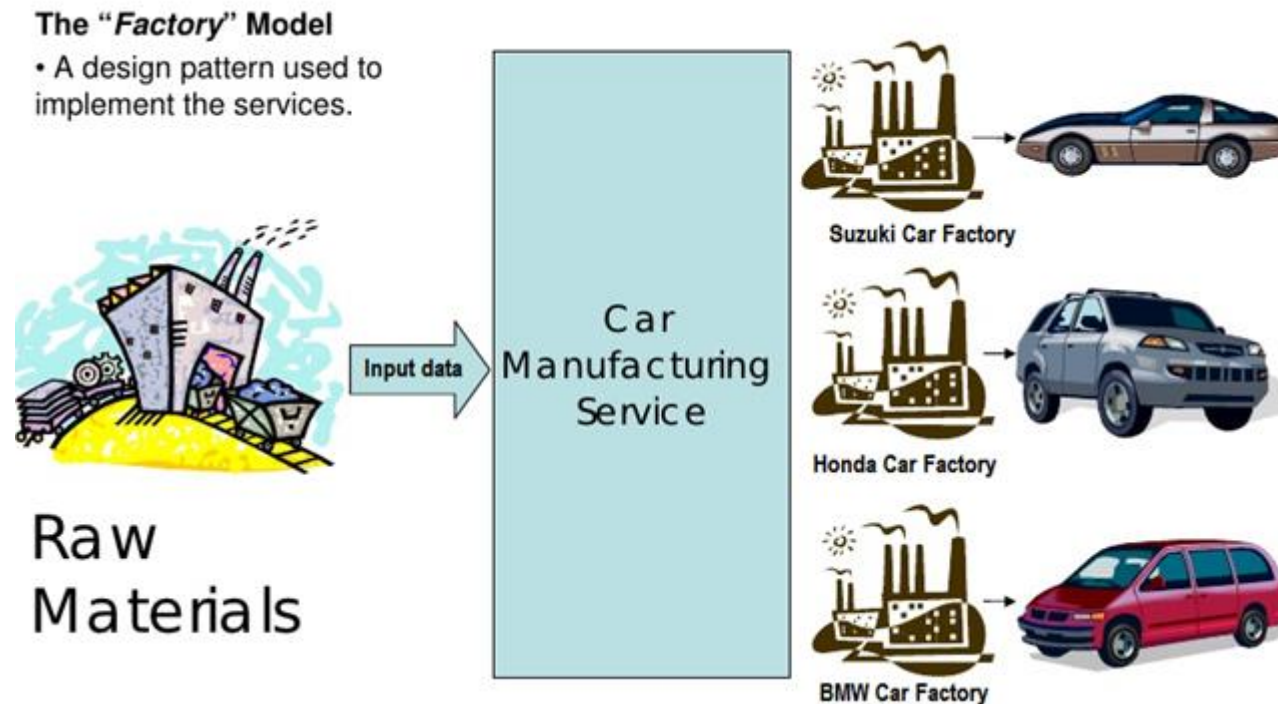 The “Factory” Model
• A design pattern used to
implement the services.
Raw
Materials
Input data
Car
Manufacturing
Service
Suzuki Car Factory
Honda Car Factory
BMW Car Factory